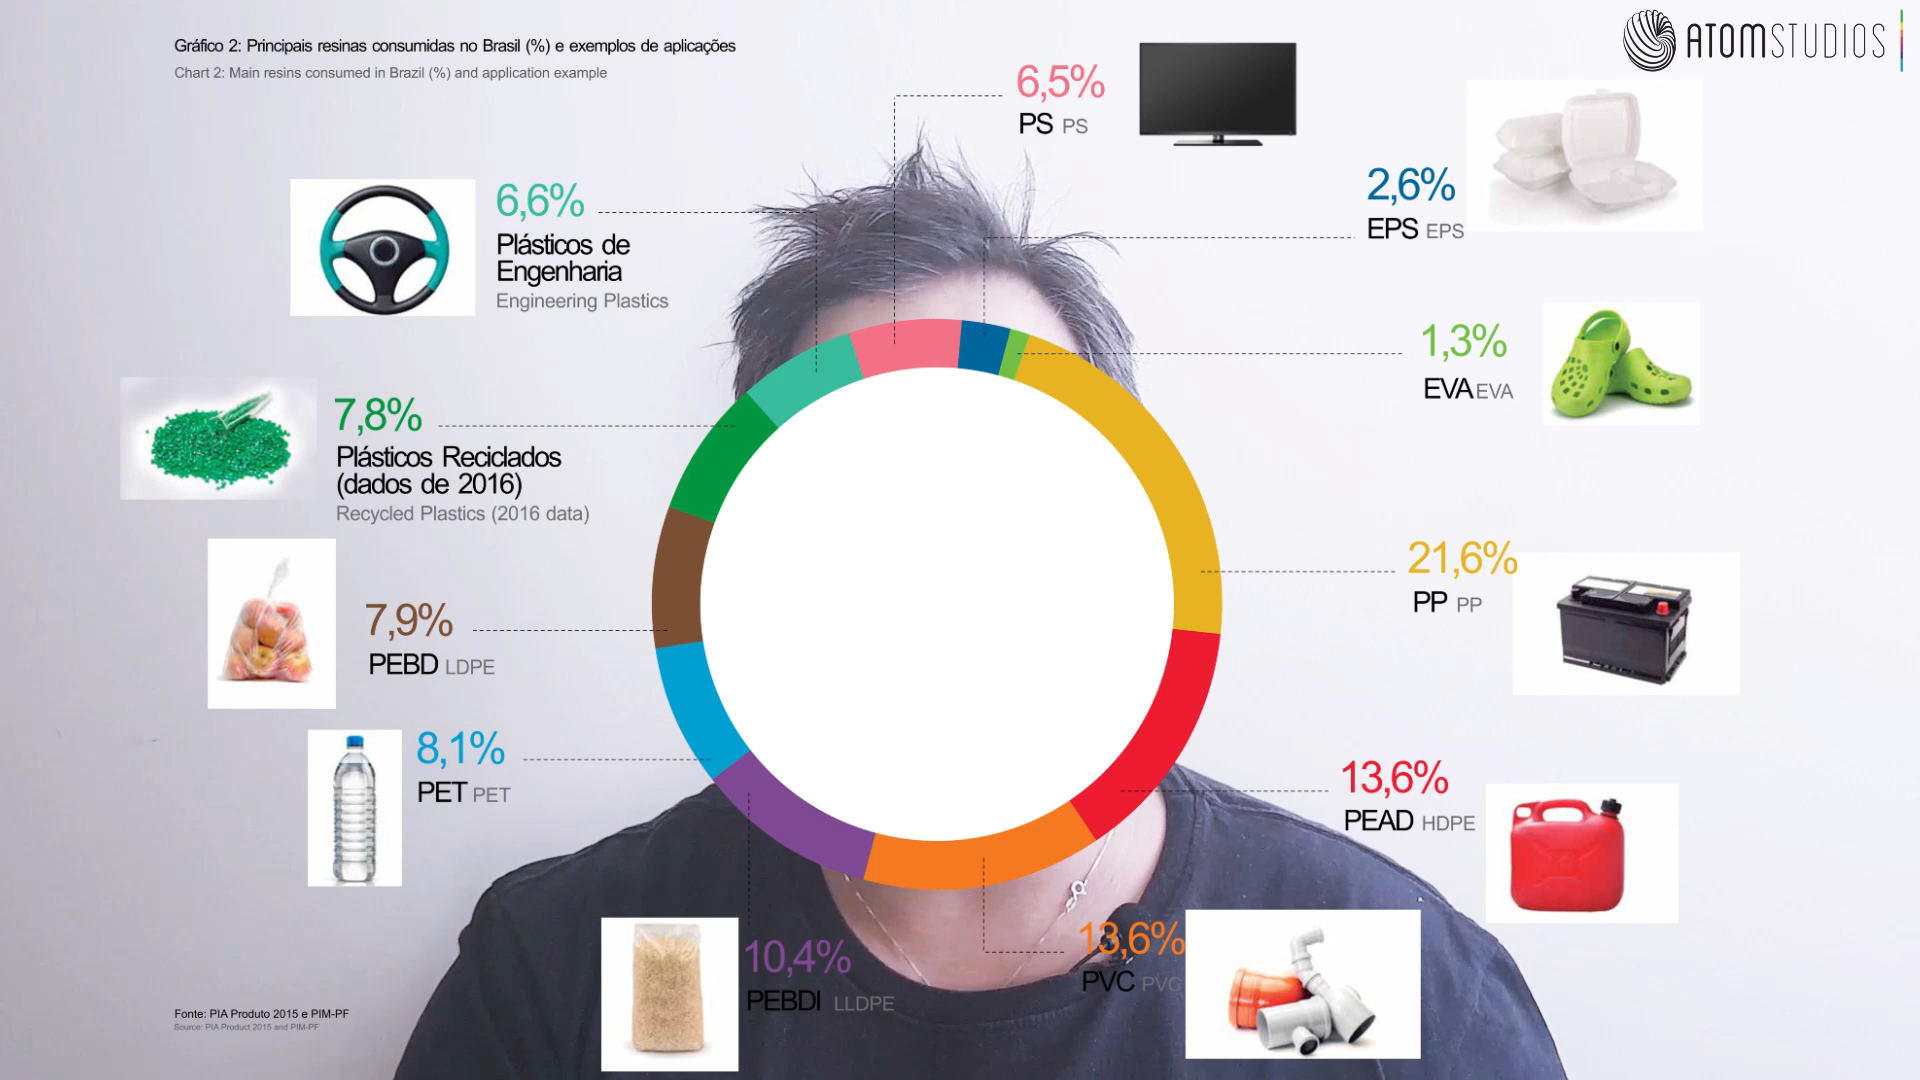 Gráfico 2: Principais resinas consumidas no Brasil (%) e exemplos de aplicações
Chart 2: Main resins consumed in Brazil (%) and application example
ATOMSTUDIOS
6,5%
PS PS
2,6%
EPS EPS
6,6%
Plásticos de
Engenharia
Engineering Plastics
1,3%
EVA EVA
7,8%
Plásticos Reciclados
(dados de 2016)
Recycled Plastics (2016 data)
21,6%
PP PP
7,9%
PEBD LDPE
8,1%
PET PET
13,6%
PEAD HDPE
10,4%
PEBDI LLDPE
13,6%
PVC PVC
Fonte: PIA Produto 2015 e PIM-PF
Source: PIA Product 2015 and PIM-PF